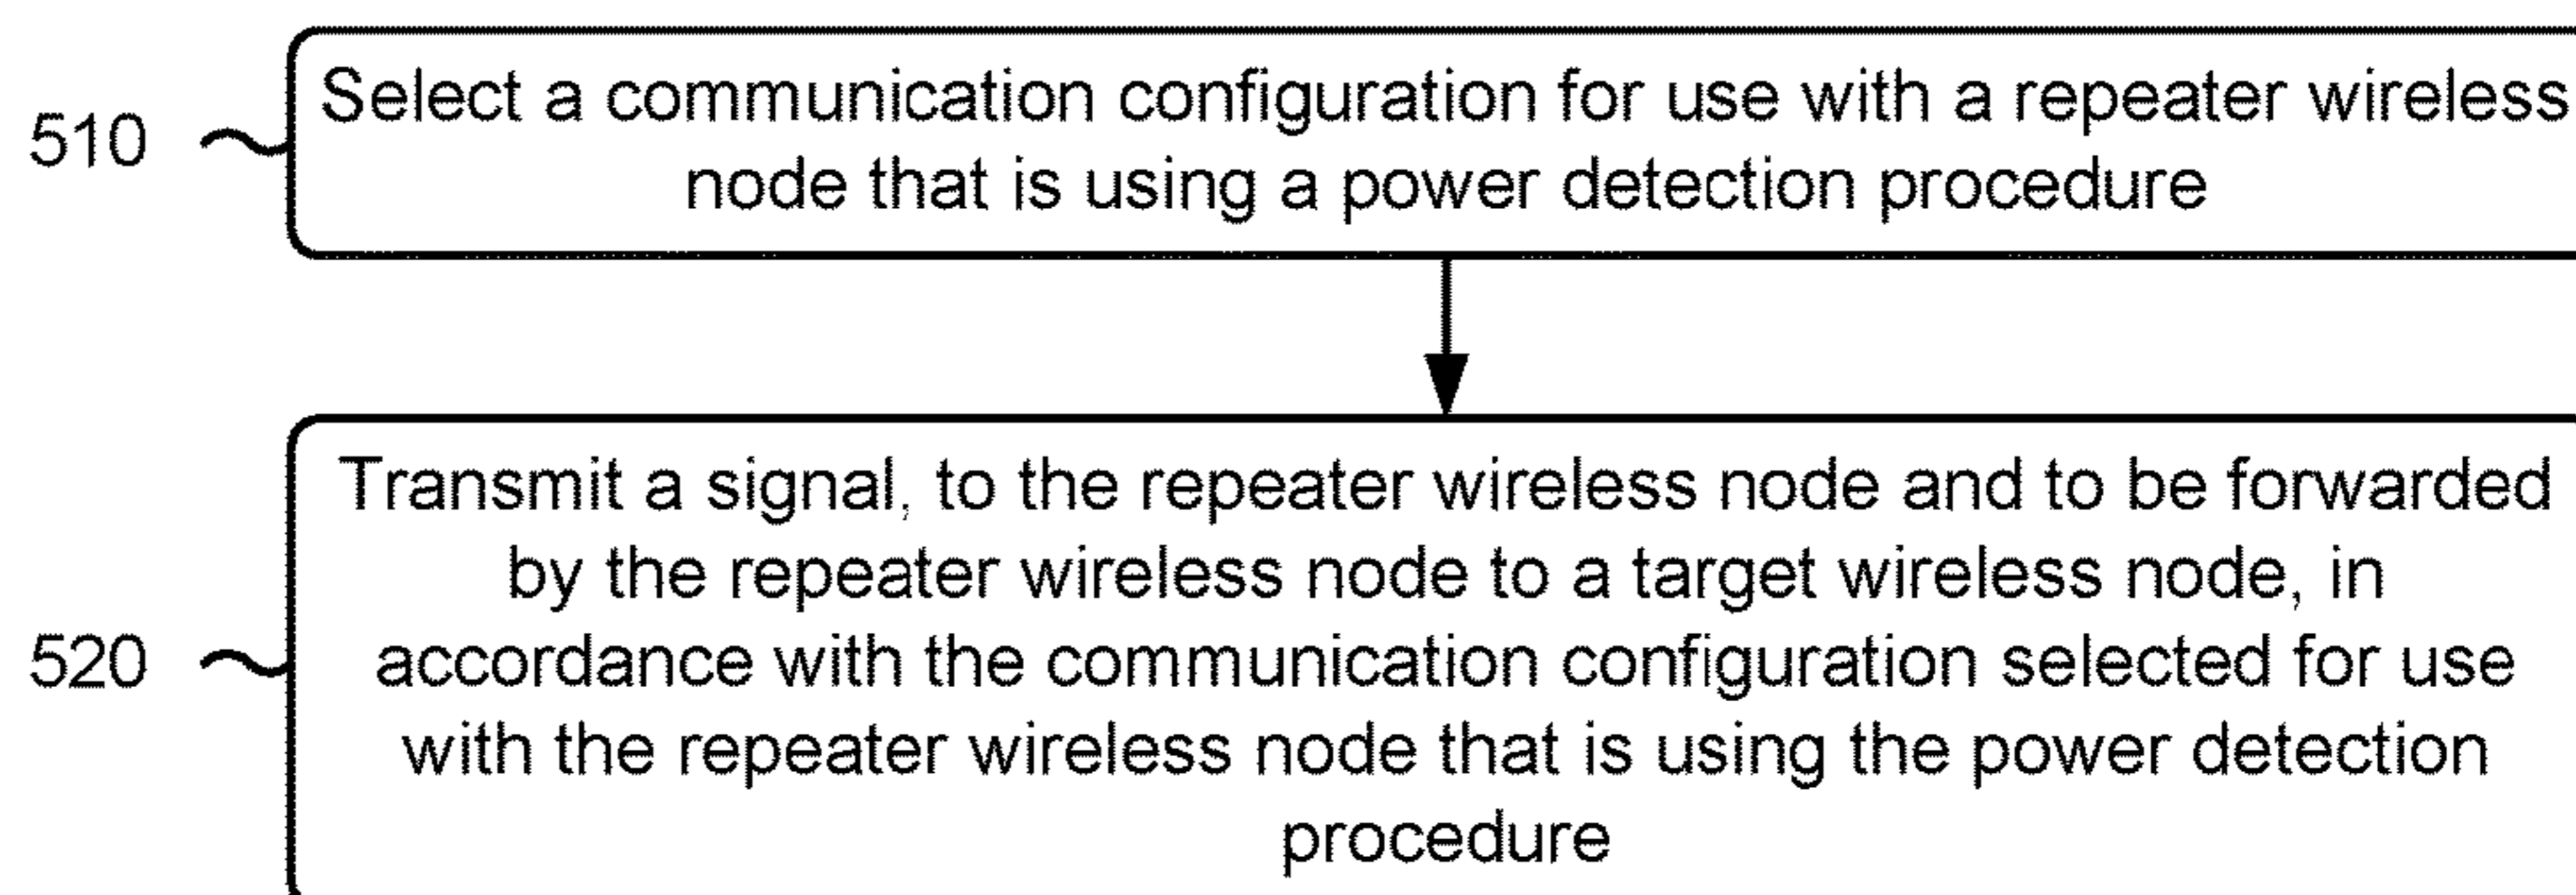 510
Select a communication configuration for use with a repeater wireless
node that is using a power detection procedure
520
Transmit a signal, to the repeater wireless node and to be forwarded
by the repeater wireless node to a target wireless node, in
accordance with the communication configuration selected for use
with the repeater wireless node that is using the power detection
procedure